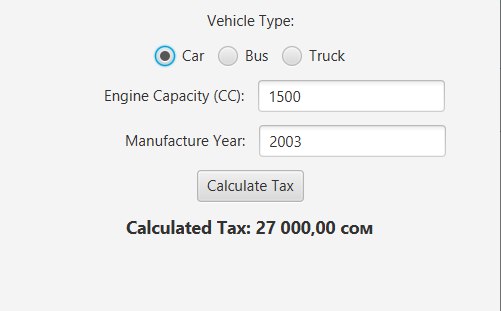 Vehicle Type:
Car Bus Truck
Engine Capacity (CC): 1500
Manufacture Year: 2003
Calculate Tax
Calculated Tax: 27 000,00 сом